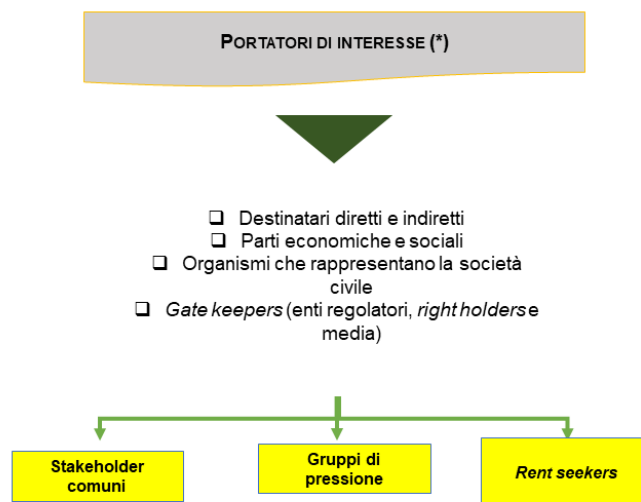 PORTATORI DI INTERESSE (*)
❑ Destinatari diretti e indiretti
❑ Parti economiche e sociali
❑ Organismi che rappresentano la società
civile
❑ Gate keepers (enti regolatori, right holders e
media)
Stakeholder
comuni
Gruppi di
pressione
Rent seekers